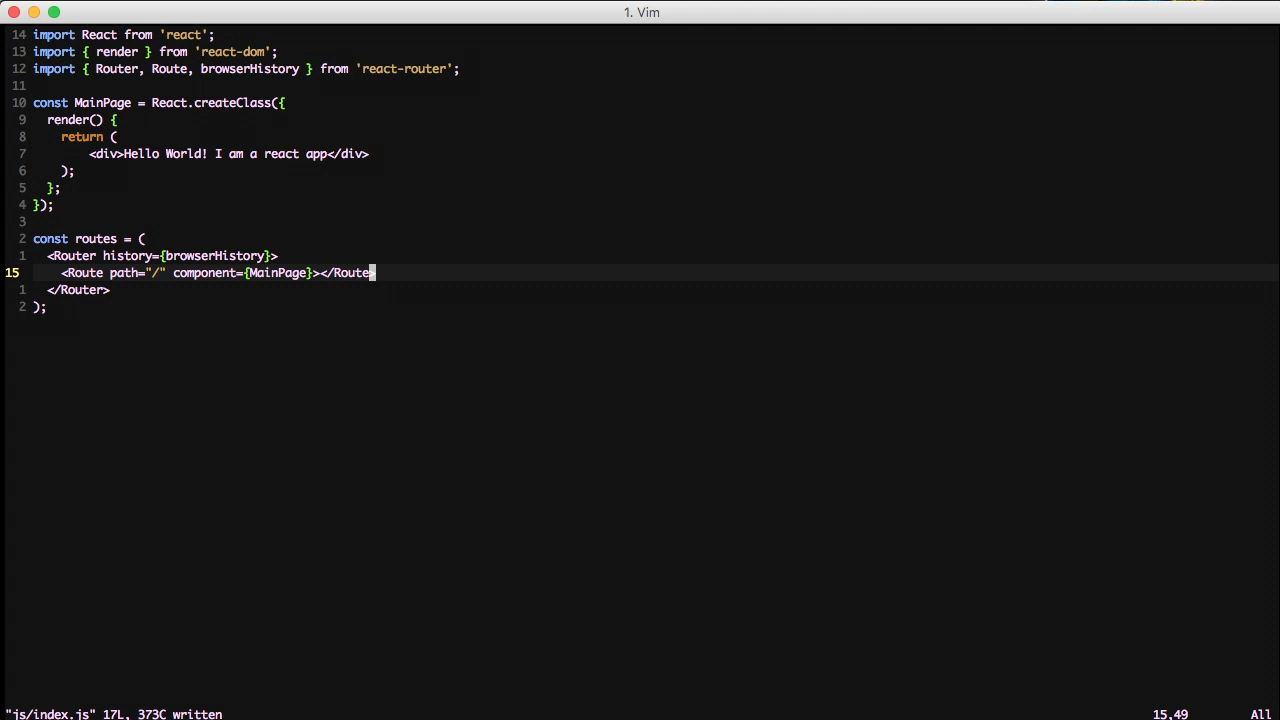 1. Vim
14 import React from 'react';
13 import { render } from 'react-dom';
12 import { Router, Route, browserHistory } from 'react-router';
11
10 const MainPage = React.createClass({
9   render() {
8     return (
7         <div>Hello World! I am a react app</div>
6     );
5   };
4 });
3
2 const routes = (
1   <Router history={browserHistory}>
15     <Route path="/" component={MainPage}></Route>
1   </Router>
2 );
"js/index.js" 17L, 373C written 15,49 All